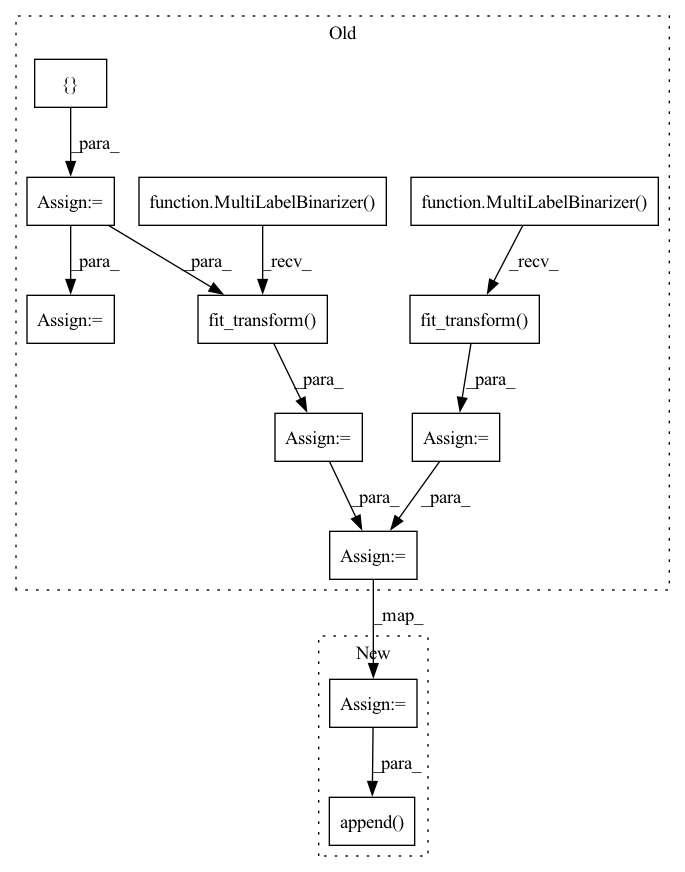 Old
{}
_para_
Assign:=
function.MultiLabelBinarizer()
function.MultiLabelBinarizer()
_para_
_para_
_recv_
_recv_
Assign:=
fit_transform()
fit_transform()
_para_
_para_
Assign:=
Assign:=
_para_
_para_
Assign:=
_map_
New
Assign:=
_para_
append()